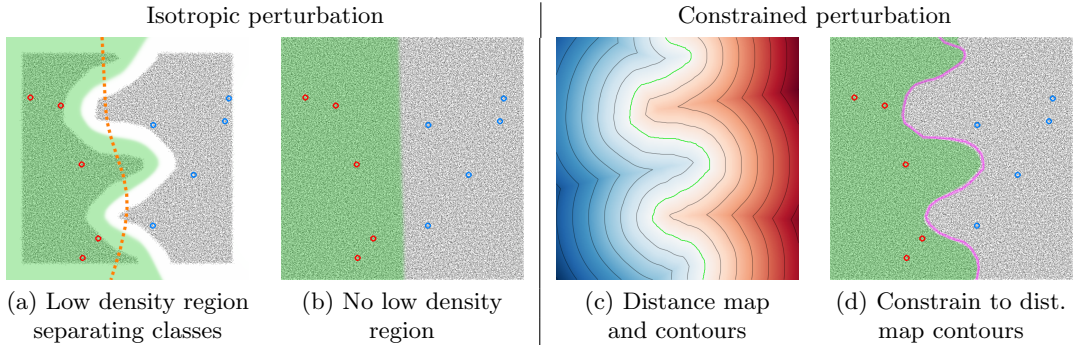 Isotropic perturbation
Constrained perturbation
(a) Low density region
separating classes
(b) No low density
region
(c) Distance map
and contours
(d) Constrain to dist.
map contours